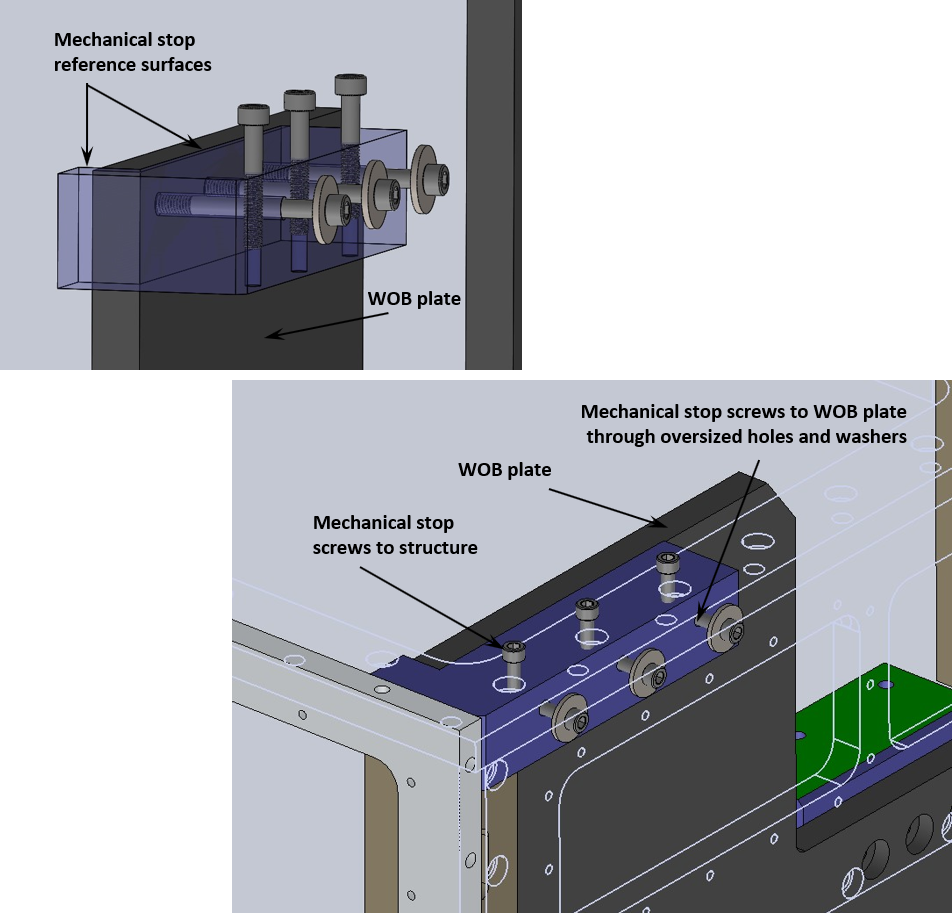 Mechanical stop
reference surfaces
WOB plate
Mechanical stop screws to WOB plate
through oversized holes and washers
WOB plate
Mechanical stop
screws to structure